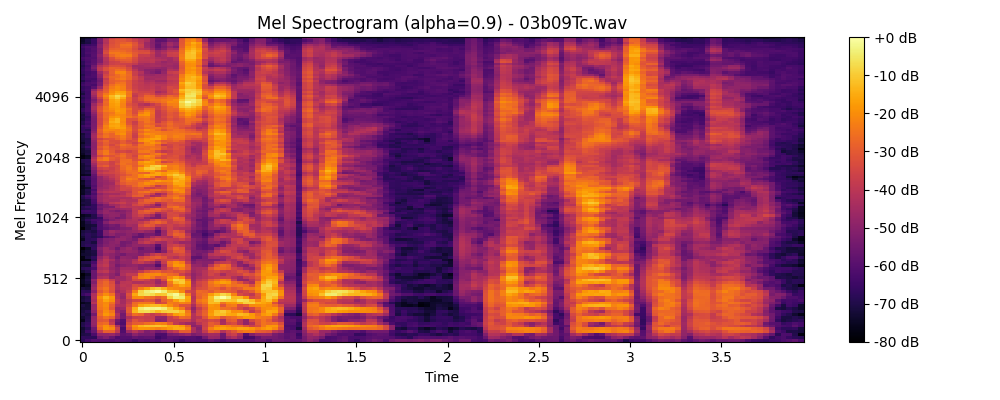 Mel Spectrogram (alpha=0.9) - 03b09Tc.wav
Mel Frequency
4096
2048
1024
512
0
0
0.5
1
1.5
2
2.5
3
3.5
Time
+0 dB
-10 dB
-20 dB
-30 dB
-40 dB
-50 dB
-60 dB
-70 dB
-80 dB